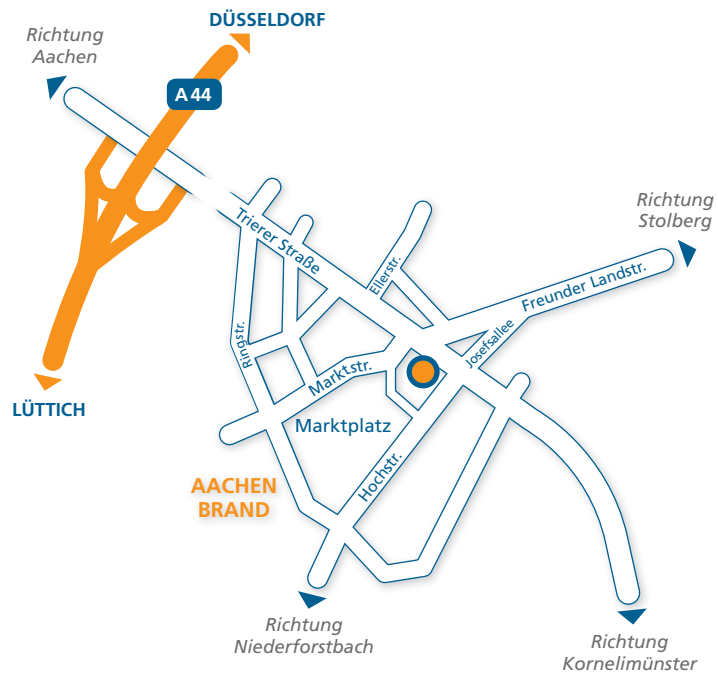 DÜSSELDORF
Richtung
Aachen
A 44
Richtung
Stolberg
Trierer Straße
Ellerstr.
Freunder Landstr.
Josefsallee
Ringstr.
Marktstr.
LÜTTICH
Marktplatz
Hochstr.
AACHEN
BRAND
Richtung
Niederforstbach
Richtung
Kornelimünster